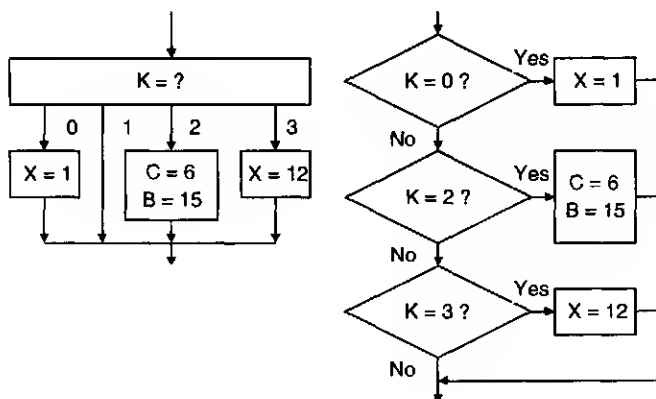 K = ?
0 1 2 3
X = 1
C = 6
B = 15
X = 12
K = 0 ?
Yes
X = 1
No
K = 2 ?
Yes
C = 6
B = 15
No
K = 3 ?
Yes
X = 12
No